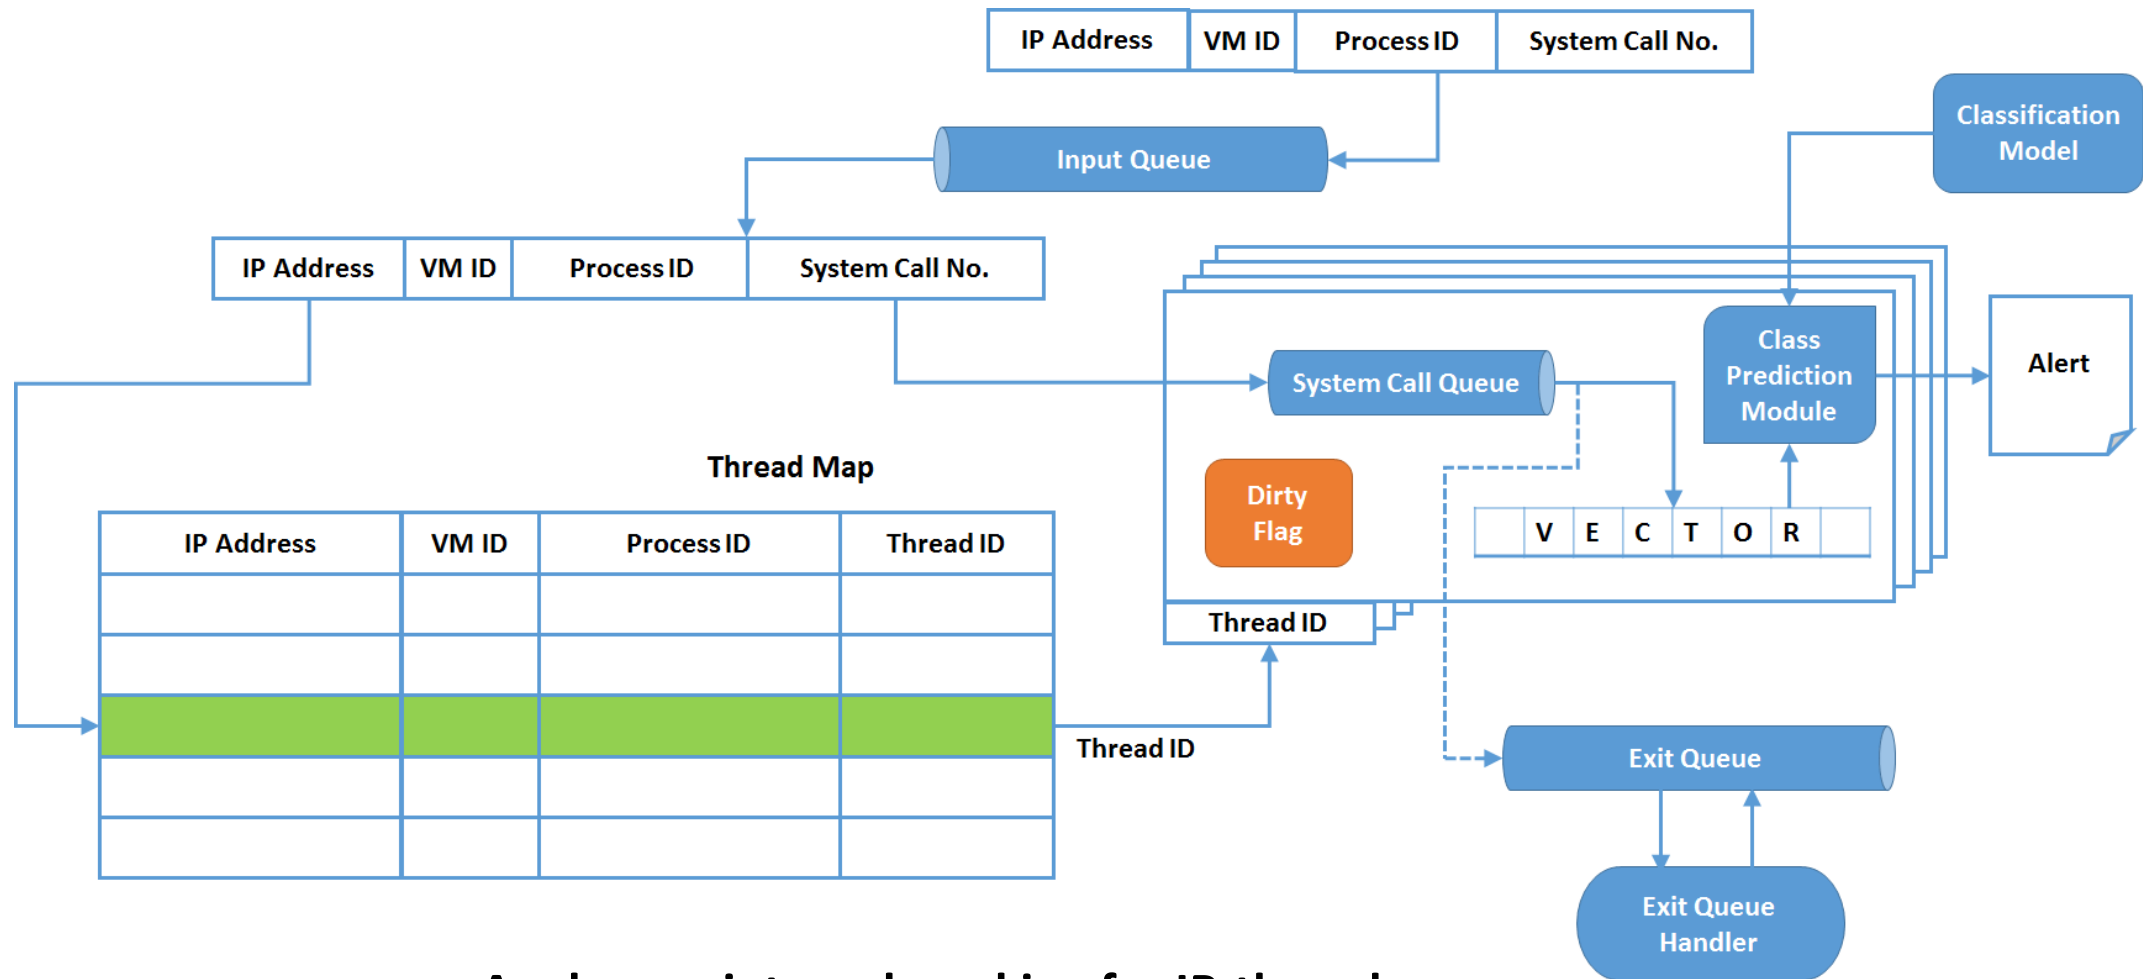 IP Address VM ID Process ID System Call No.
Classification
Model
Input Queue
IP Address VM ID Process ID System Call No.
Class
Prediction
Module
Alert
System Call Queue
Thread Map
Dirty
Flag
V E C T O R
IP Address VM ID Process ID Thread ID
Thread ID
Thread ID
Exit Queue
Exit Queue
Handler